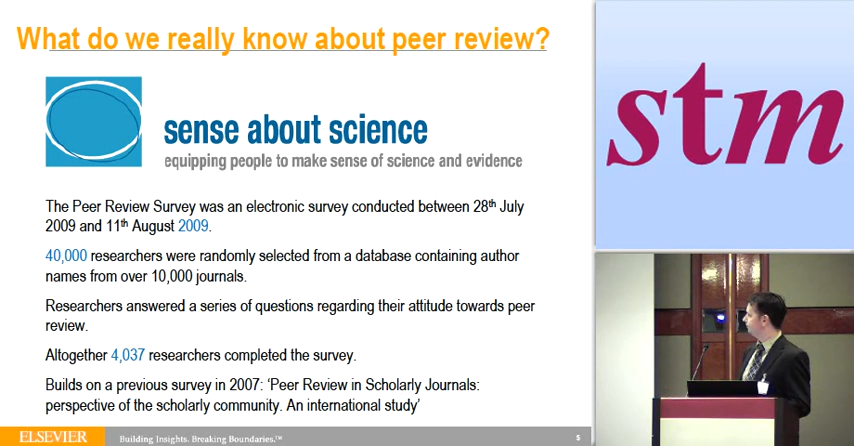 What do we really know about peer review?
sense about science
equipping people to make sense of science and evidence
The Peer Review Survey was an electronic survey conducted between 28th July
2009 and 11th August 2009.
40,000 researchers were randomly selected from a database containing author
names from over 10,000 journals.
Researchers answered a series of questions regarding their attitude towards peer
review.
Altogether 4,037 researchers completed the survey.
Builds on a previous survey in 2007: ‘Peer Review in Scholarly Journals:
perspective of the scholarly community. An international study’
ELSEVIER
Building Insights. Breaking Boundaries.™
5
stm